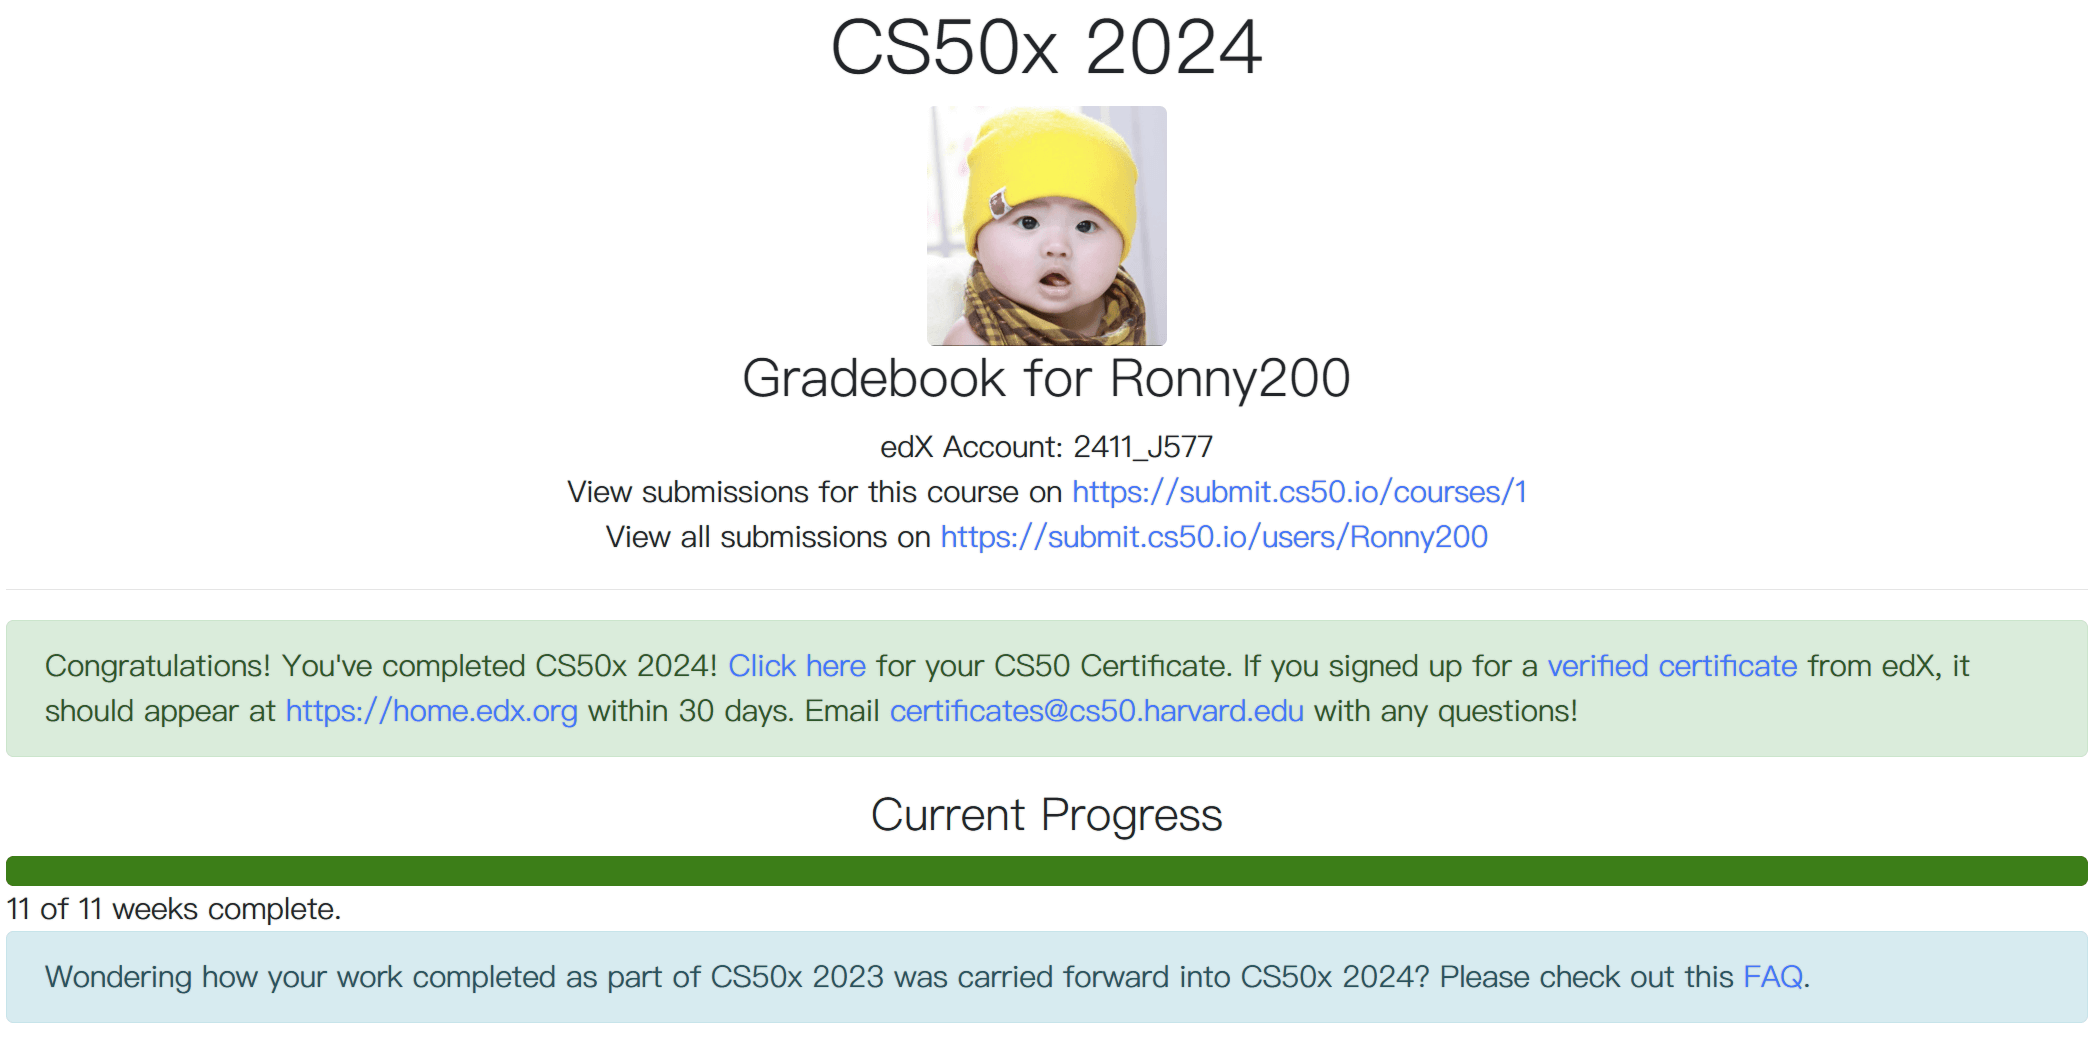 CS50x 2024
Gradebook for Ronny200
edX Account: 2411_J577
View submissions for this course on https://submit.cs50.io/courses/1
View all submissions on https://submit.cs50.io/users/Ronny200
Congratulations! You've completed CS50x 2024! Click here for your CS50 Certificate. If you signed up for a verified certificate from edX, it
should appear at https://home.edx.org within 30 days. Email certificates@cs50.harvard.edu with any questions!
Current Progress
11 of 11 weeks complete.
Wondering how your work completed as part of CS50x 2023 was carried forward into CS50x 2024? Please check out this FAQ.